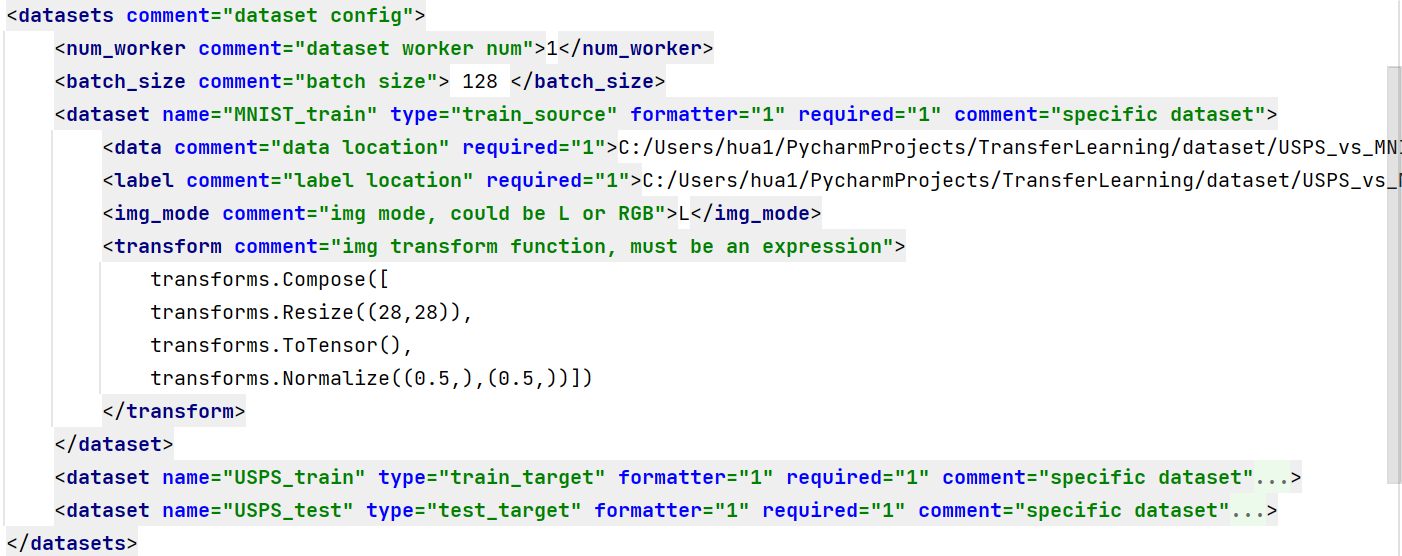 <datasets comment="dataset config">
<num_worker comment="dataset worker num">1</num_worker>
<batch_size comment="batch size"> 128 </batch_size>
<dataset name="MNIST_train" type="train_source" formatter="1" required="1" comment="specific dataset">
<data comment="data location" required="1">C:/Users/hua1/PycharmProjects/TransferLearning/dataset/USPS_vs_MNI
<label comment="label location" required="1">C:/Users/hua1/PycharmProjects/TransferLearning/dataset/USPS_vs_M
<img_mode comment="img mode, could be L or RGB">L</img_mode>
<transform comment="img transform function, must be an expression">
transforms.Compose([
transforms.Resize((28,28)),
transforms.ToTensor(),
transforms.Normalize((0.5,),(0.5,))])
</transform>
</dataset>
<dataset name="USPS_train" type="train_target" formatter="1" required="1" comment="specific dataset"...>
<dataset name="USPS_test" type="test_target" formatter="1" required="1" comment="specific dataset"...>
</datasets>